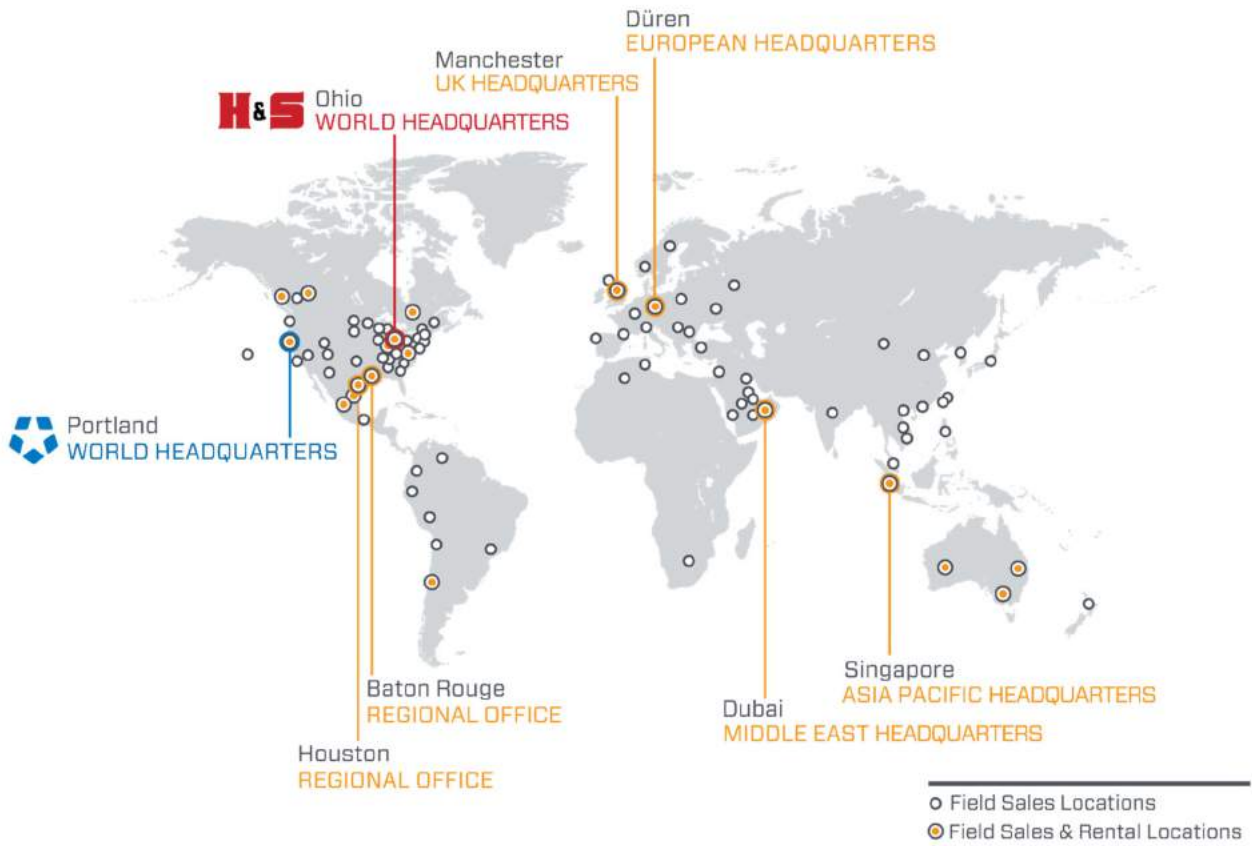 Düren
EUROPEAN HEADQUARTERS
Manchester
UK HEADQUARTERS
H&S
Ohio
WORLD HEADQUARTERS
Portland
WORLD HEADQUARTERS
Baton Rouge
REGIONAL OFFICE
Houston
REGIONAL OFFICE
Dubai
MIDDLE EAST HEADQUARTERS
Singapore
ASIA PACIFIC HEADQUARTERS
Field Sales Locations
Field Sales & Rental Locations